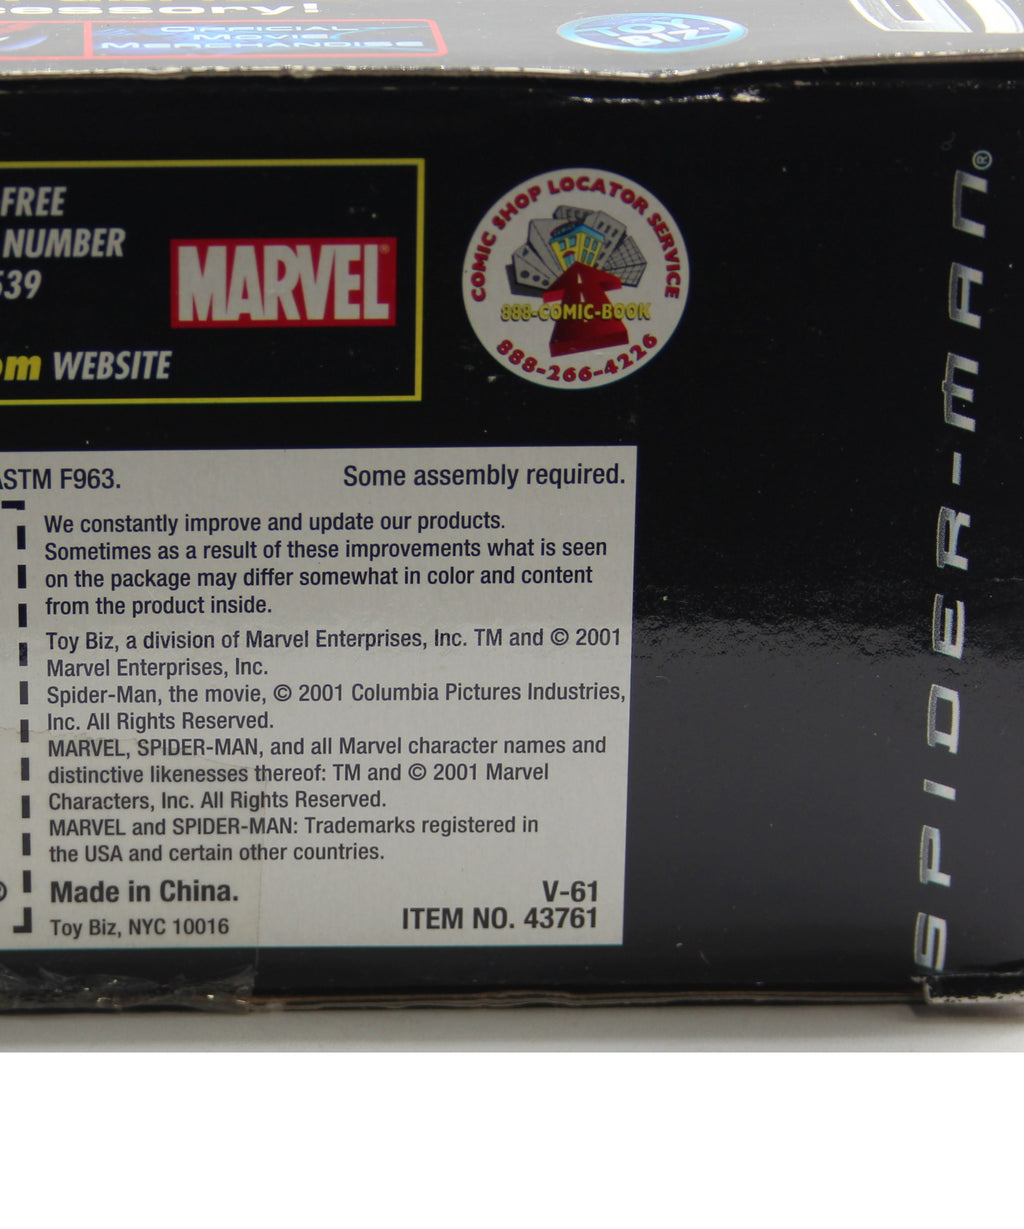 cessory!
OFFICIAL
MOVIE
MERCHANDISE
TOY
BIZ
FREE
NUMBER
539
MARVEL®
om WEBSITE
COMIC SHOP LOCATOR SERVICE
888-COMIC-BOOK
888-266-4226
SPIDER-MAN®
ASTM F963.
Some assembly required.
We constantly improve and update our products.
Sometimes as a result of these improvements what is seen
on the package may differ somewhat in color and content
from the product inside.
Toy Biz, a division of Marvel Enterprises, Inc. TM and © 2001
Marvel Enterprises, Inc.
Spider-Man, the movie, © 2001 Columbia Pictures Industries,
Inc. All Rights Reserved.
MARVEL, SPIDER-MAN, and all Marvel character names and
distinctive likenesses thereof: TM and © 2001 Marvel
Characters, Inc. All Rights Reserved.
MARVEL and SPIDER-MAN: Trademarks registered in
the USA and certain other countries.
Made in China.
V-61
Toy Biz, NYC 10016
ITEM NO. 43761